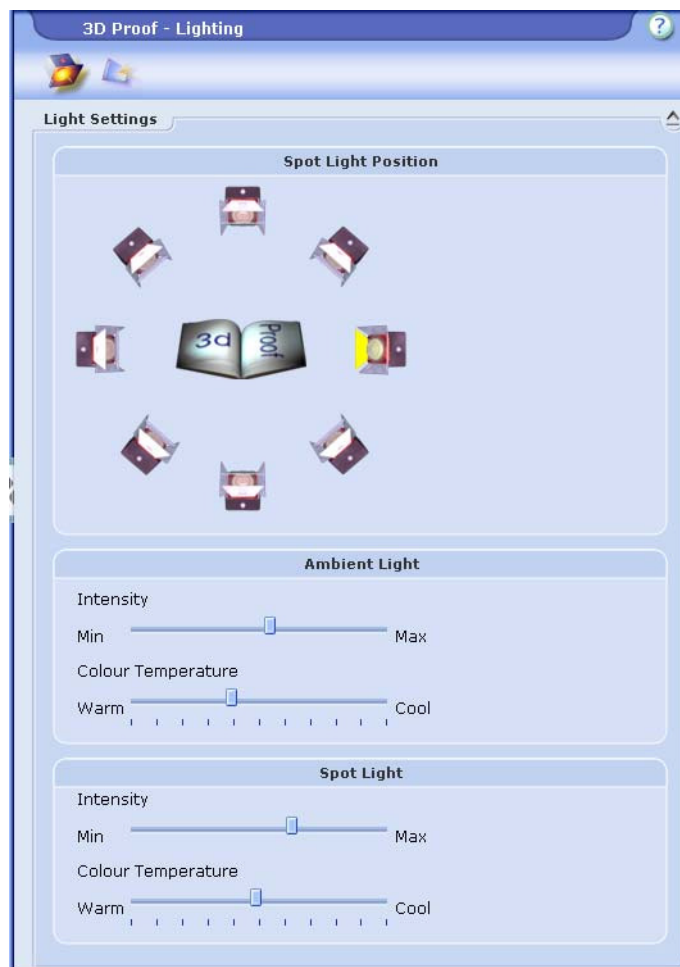 3D Proof - Lighting
?
Light Settings
Spot Light Position
3d Proof
Ambient Light
Intensity
Min Max
Colour Temperature
Warm Cool
Spot Light
Intensity
Min Max
Colour Temperature
Warm Cool